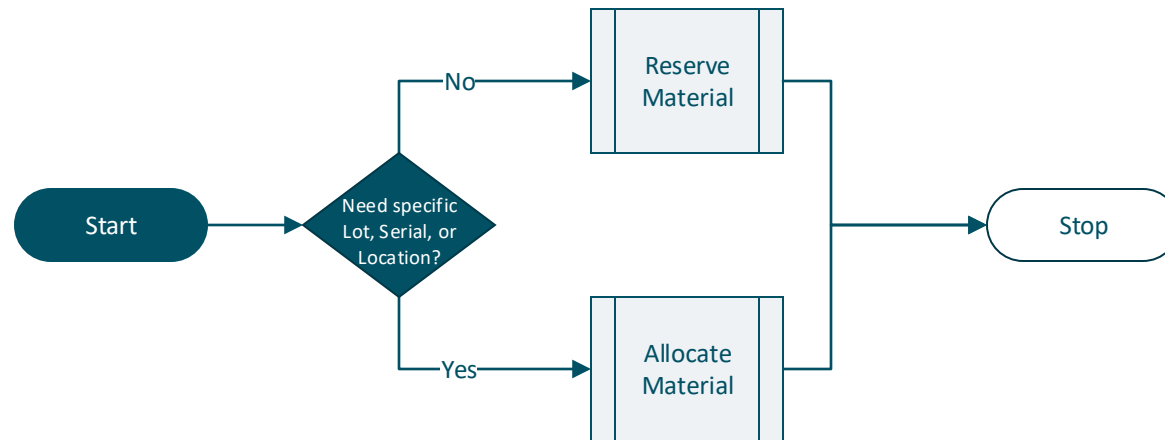 Start
Need specific
Lot, Serial, or
Location?
No
Reserve
Material
Yes
Allocate
Material
Stop